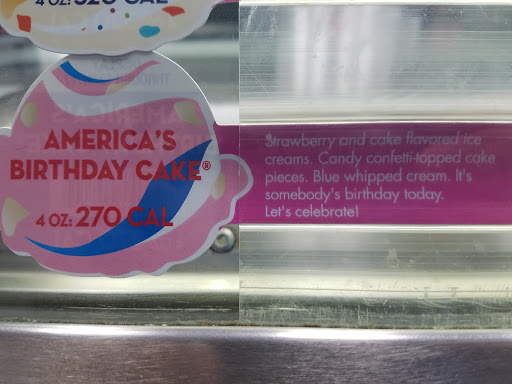 4 OZ: 320 CAL
AMERICA'S
BIRTHDAY CAKE®
4 OZ: 270 CAL
Strawberry and cake flavored ice
creams. Candy confetti-topped cake
pieces. Blue whipped cream. It's
somebody's birthday today.
Let's celebrate!